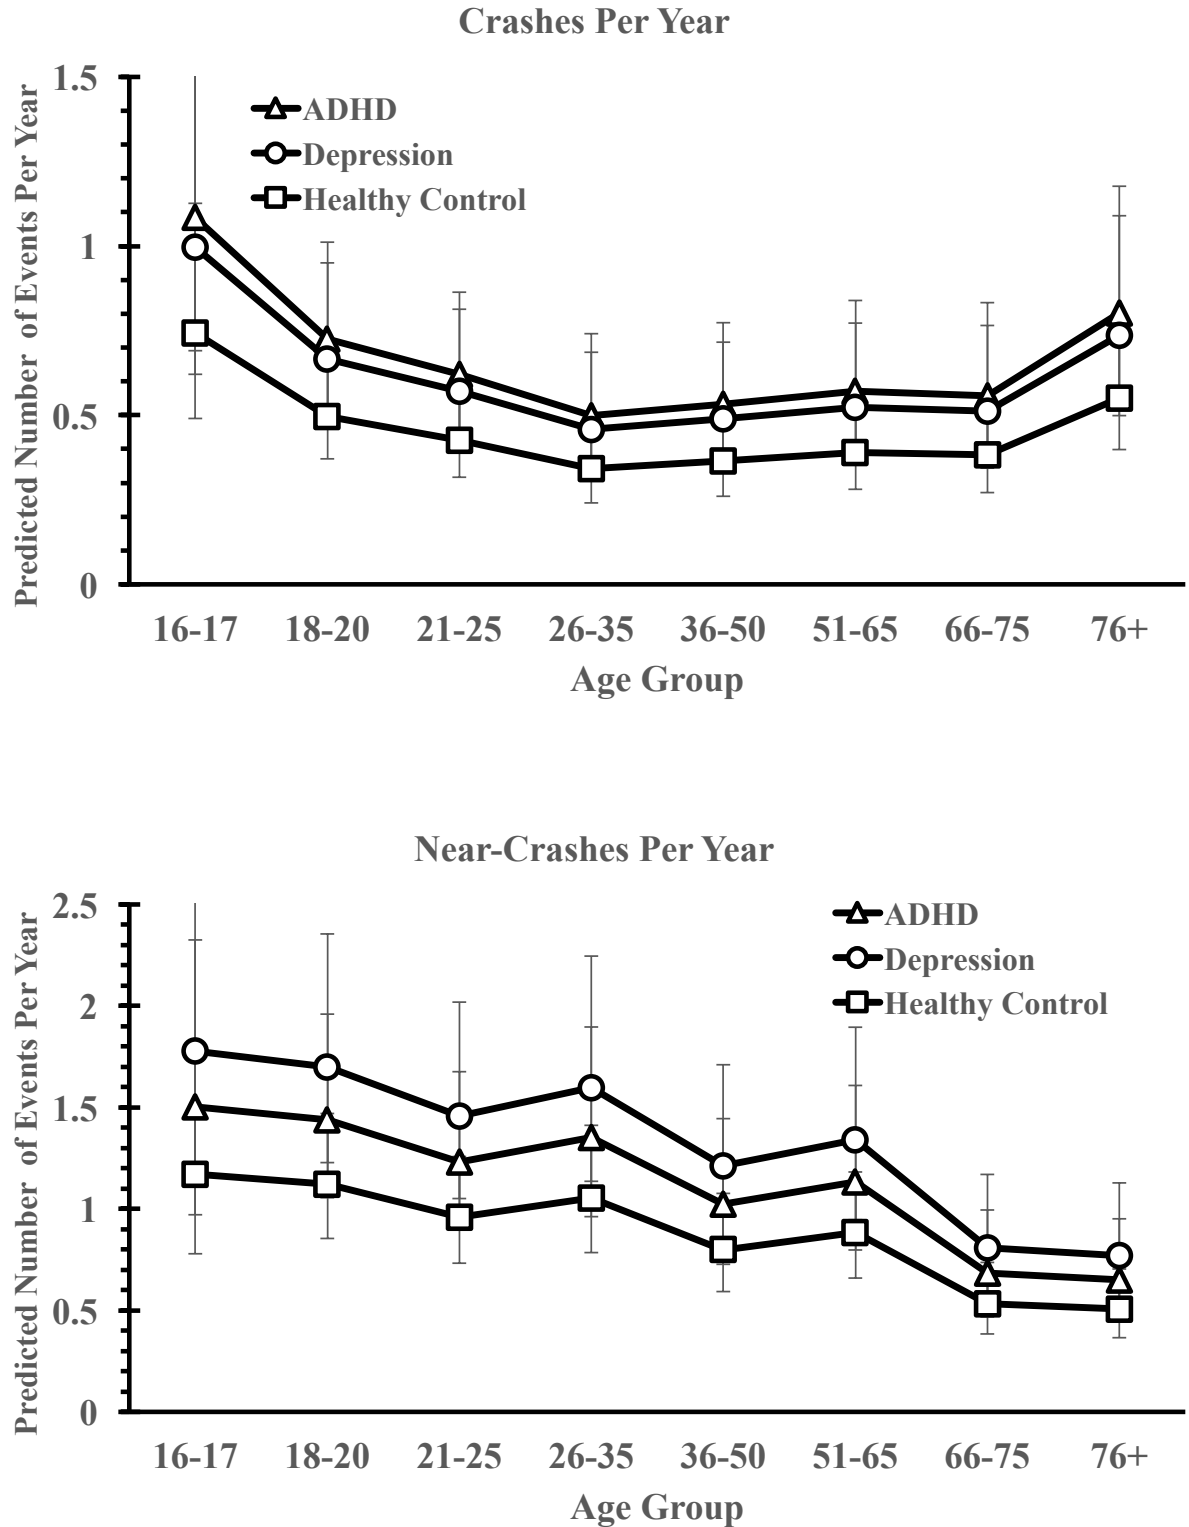 Crashes Per Year
Predicted Number of Events Per Year
1.5
1
0.5
0
ADHD
Depression
Healthy Control
16-17 18-20 21-25 26-35 36-50 51-65 66-75 76+
Age Group
Near-Crashes Per Year
Predicted Number of Events Per Year
2.5
2
1.5
1
0.5
0
ADHD
Depression
Healthy Control
16-17 18-20 21-25 26-35 36-50 51-65 66-75 76+
Age Group